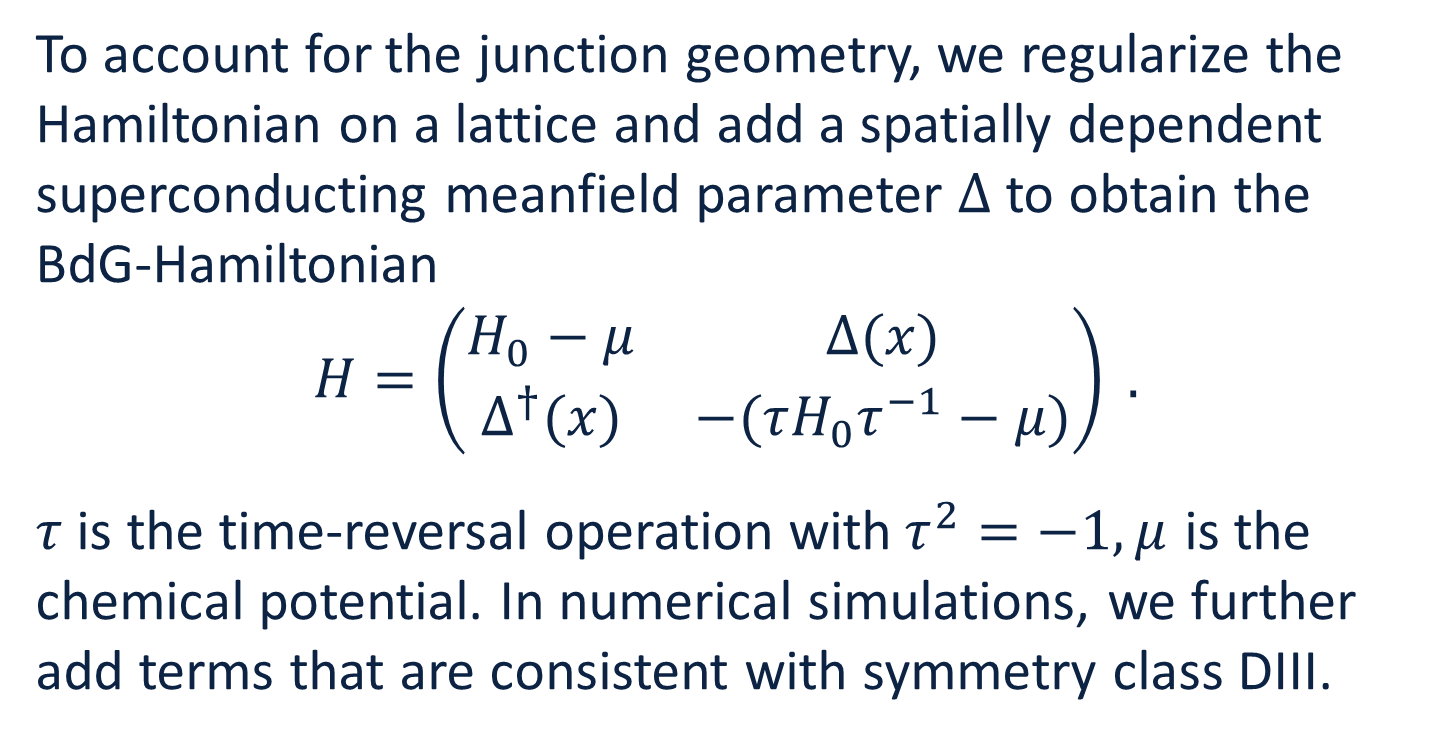 To account for the junction geometry, we regularize the
Hamiltonian on a lattice and add a spatially dependent
superconducting meanfield parameter Δ to obtain the
BdG-Hamiltonian
H = ( H₀ − μ    Δ(x)
Δ†(x)    −(τH₀τ⁻¹ − μ) ) .
τ is the time-reversal operation with τ² = −1, μ is the
chemical potential. In numerical simulations, we further
add terms that are consistent with symmetry class DIII.